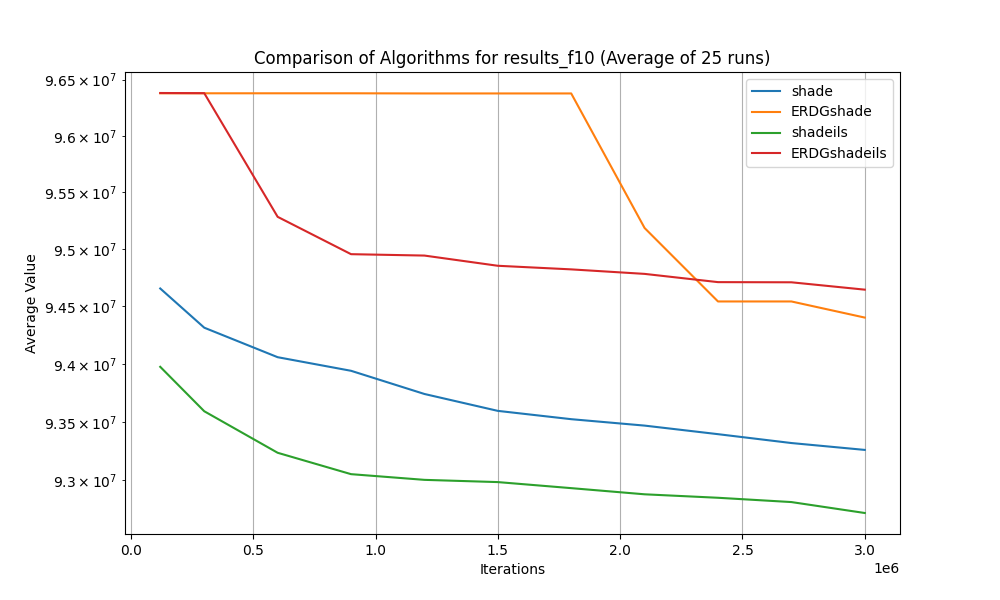 Comparison of Algorithms for results_f10 (Average of 25 runs)
9.65 × 10⁷
9.6 × 10⁷
9.55 × 10⁷
9.5 × 10⁷
9.45 × 10⁷
9.4 × 10⁷
9.35 × 10⁷
9.3 × 10⁷
Average Value
shade
ERDGshade
shadeils
ERDGshadeils
0.0 0.5 1.0 1.5 2.0 2.5 3.0
1e6
Iterations